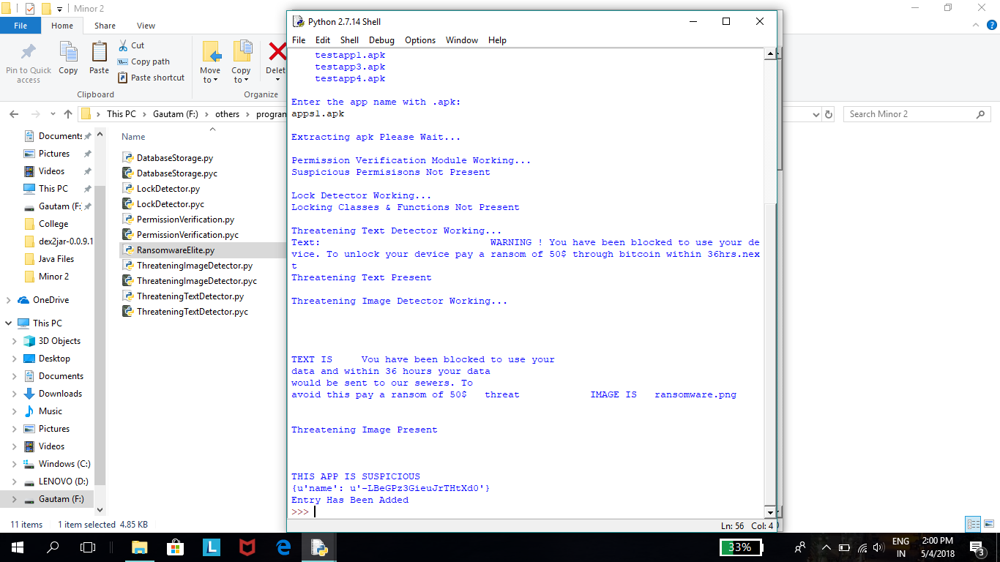 Minor 2
File
Home
Share
View
Pin to Quick
access
Copy
Paste
Cut
Copy path
Paste shortcut
Clipboard
Move
to
Copy
to
Delet
Organize
This PC
Gautam (F:)
others
progran
Search Minor 2
Documents
Pictures
Videos
This PC
Gautam (F:
College
dex2jar-0.0.9.1
Java Files
Minor 2
OneDrive
This PC
3D Objects
Desktop
Documents
Downloads
Music
Pictures
Videos
Windows (C:)
LENOVO (D:)
Gautam (F:)
Name
DatabaseStorage.py
DatabaseStorage.pyc
LockDetector.py
LockDetector.pyc
PermissionVerification.py
PermissionVerification.pyc
RansomwareElite.py
ThreateningImageDetector.py
ThreateningImageDetector.pyc
ThreateningTextDetector.py
ThreateningTextDetector.pyc
11 items 1 item selected 4.85 KB
Python 2.7.14 Shell
File Edit Shell Debug Options Window Help
testapp1.apk
testapp3.apk
testapp4.apk
Enter the app name with .apk:
apps1.apk
Extracting apk Please Wait...
Permission Verification Module Working...
Suspicious Permisisons Not Present
Lock Detector Working...
Locking Classes & Functions Not Present
Threatening Text Detector Working...
Text: WARNING ! You have been blocked to use your de
vice. To unlock your device pay a ransom of 50$ through bitcoin within 36hrs.nex
t
Threatening Text Present
Threatening Image Detector Working...
TEXT IS You have been blocked to use your
data and within 36 hours your data
would be sent to our sewers. To
avoid this pay a ransom of 50$ threat IMAGE IS ransomware.png
Threatening Image Present
THIS APP IS SUSPICIOUS
{u'name': u'-LBeGPz3GieuJrTHtXd0'}
Entry Has Been Added
>>>
Ln: 56 Col: 4
L
33%
ENG
IN
2:00 PM
5/4/2018
3